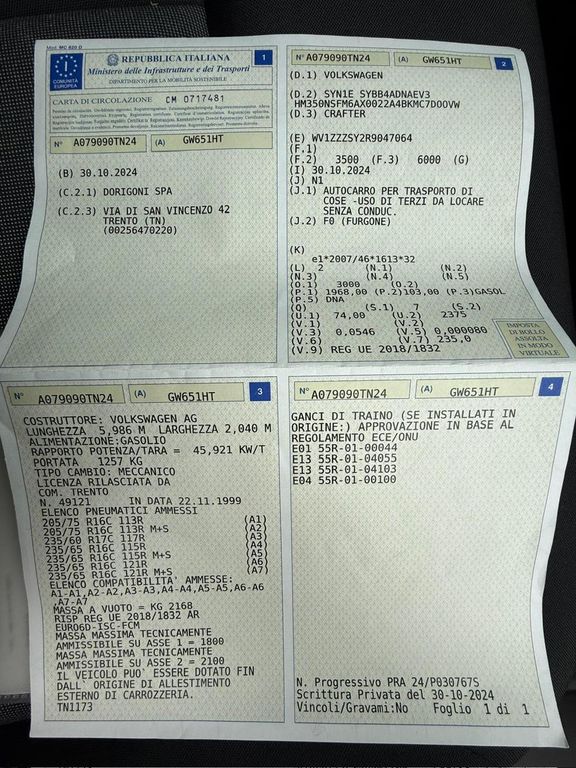 Mod. MC 820 D
COMUNITÀ
EUROPEA
I
REPUBBLICA ITALIANA
Ministero delle Infrastrutture e dei Trasporti
DIPARTIMENTO PER LA MOBILITÀ SOSTENIBILE
1
CARTA DI CIRCOLAZIONE CM 0717481
N° A079090TN24 (A) GW651HT
(B) 30.10.2024
(C.2.1) DORIGONI SPA
(C.2.3) VIA DI SAN VINCENZO 42
TRENTO (TN)
(00256470220)
N° A079090TN24 (A) GW651HT 2
(D.1) VOLKSWAGEN
(D.2) SYN1E SYBB4ADNAEV3
HM350NSFM6AX0022A4BKMC7DOOVW
(D.3) CRAFTER
(E) WV1ZZZSY2R9047064
(F.1)
(F.2) 3500 (F.3) 6000 (G)
(I) 30.10.2024
(J) N1
(J.1) AUTOCARRO PER TRASPORTO DI
COSE -USO DI TERZI DA LOCARE
SENZA CONDUC.
(J.2) F0 (FURGONE)
(K)
e1*2007/46*1613*32
(L) 2 (N.1) (N.2)
(N.3) (N.4) (N.5)
(O.1) 3000 (O.2)
(P.1) 1968,00 (P.2)103,00 (P.3)GASOL
(P.5) DNA
(Q) (S.1) 7 (S.2)
(U.1) 74,00 (U.2) 2375
(V.1) (V.2)
(V.3) 0,0546 (V.5) 0,000080
(V.6) (V.7) 235,0
(V.9) REG UE 2018/1832
IMPOSTA
DI BOLLO
ASSOLTA
IN MODO
VIRTUALE
N° A079090TN24 (A) GW651HT 3
COSTRUTTORE: VOLKSWAGEN AG
LUNGHEZZA 5,986 M LARGHEZZA 2,040 M
ALIMENTAZIONE:GASOLIO
RAPPORTO POTENZA/TARA = 45,921 KW/T
PORTATA 1257 KG
TIPO CAMBIO: MECCANICO
LICENZA RILASCIATA DA
COM. TRENTO
N. 49121 IN DATA 22.11.1999
ELENCO PNEUMATICI AMMESSI
205/75 R16C 113R (A1)
205/75 R16C 113R M+S (A2)
235/60 R17C 117R (A3)
235/65 R16C 115R (A4)
235/65 R16C 115R M+S (A5)
235/65 R16C 121R (A6)
235/65 R16C 121R M+S (A7)
ELENCO COMPATIBILITA' AMMESSE:
A1-A1,A2-A2,A3-A3,A4-A4,A5-A5,A6-A6
,A7-A7
MASSA A VUOTO = KG 2168
RISP REG UE 2018/1832 AR
EURO6D-ISC-FCM
MASSA MASSIMA TECNICAMENTE
AMMISSIBILE SU ASSE 1 = 1800
MASSA MASSIMA TECNICAMENTE
AMMISSIBILE SU ASSE 2 = 2100
IL VEICOLO PUO' ESSERE DOTATO FIN
DALL' ORIGINE DI ALLESTIMENTO
ESTERNO DI CARROZZERIA.
TN1173
N° A079090TN24 (A) GW651HT 4
GANCI DI TRAINO (SE INSTALLATI IN
ORIGINE:) APPROVAZIONE IN BASE AL
REGOLAMENTO ECE/ONU
E01 55R-01-00044
E13 55R-01-04055
E13 55R-01-04103
E04 55R-01-00100
N. Progressivo PRA 24/P030767S
Scrittura Privata del 30-10-2024
Vincoli/Gravami:No Foglio 1 di 1